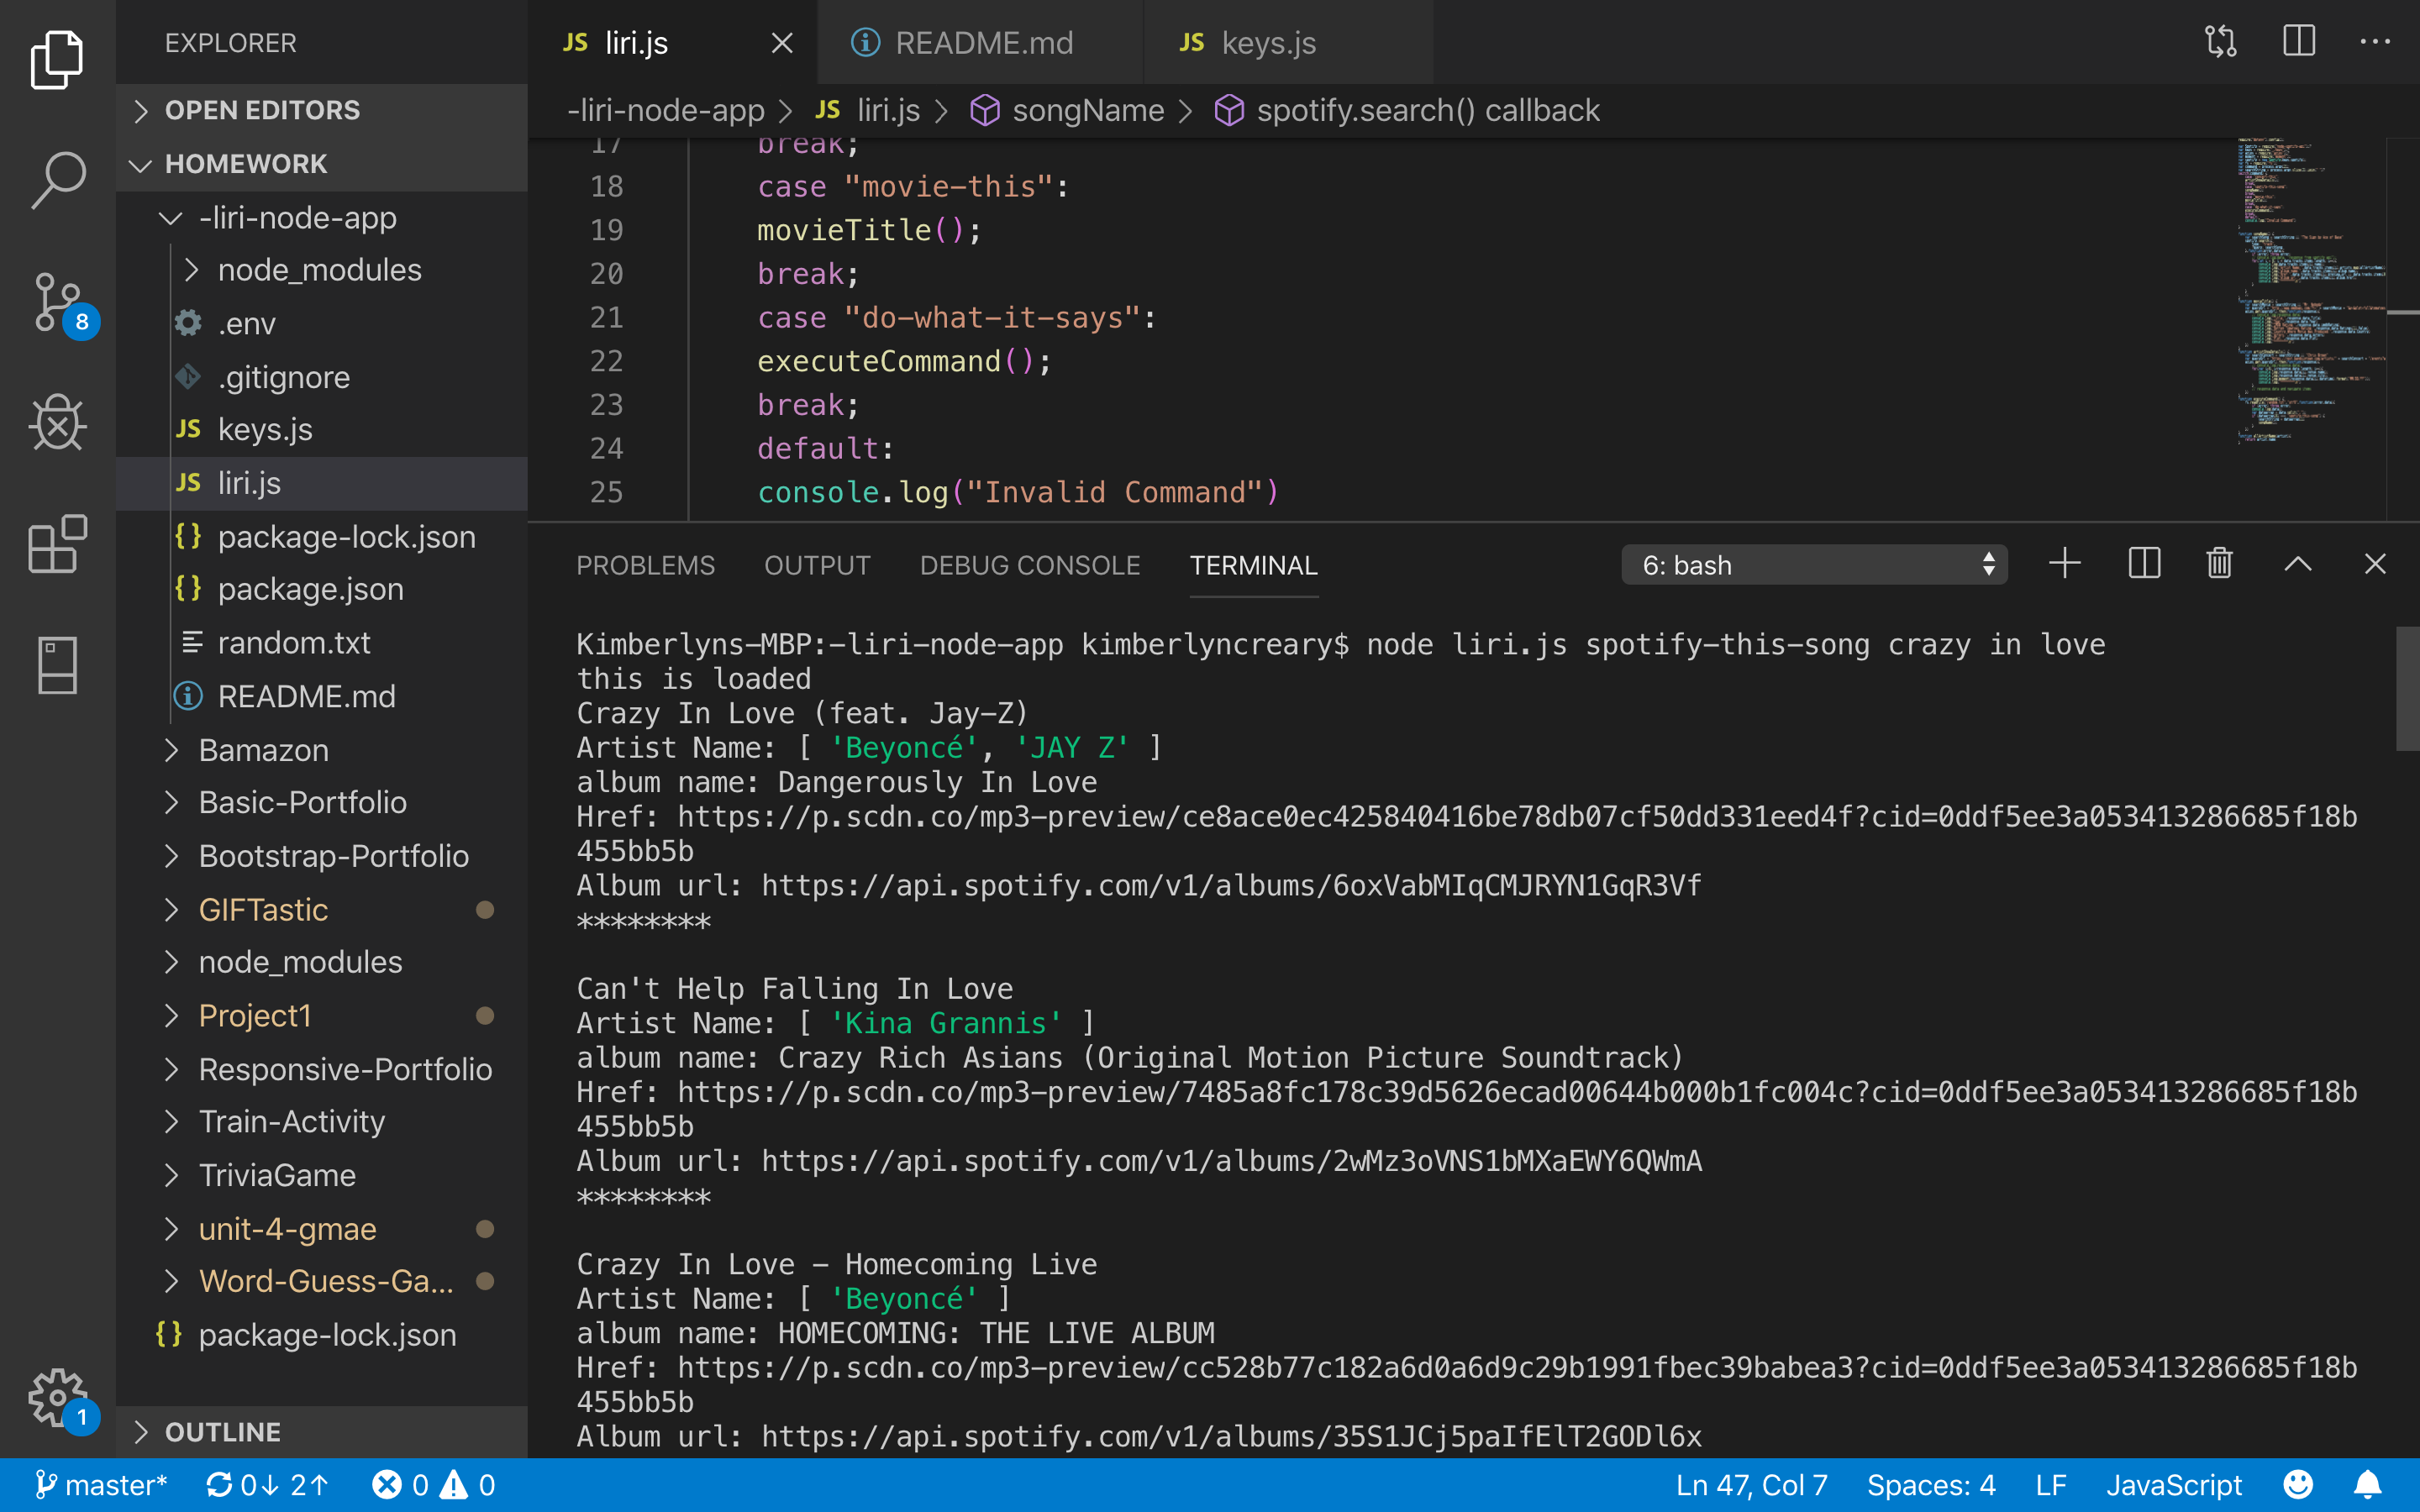 EXPLORER
OPEN EDITORS
HOMEWORK
-liri-node-app
node_modules
.env
.gitignore
JS keys.js
JS liri.js
{} package-lock.json
{} package.json
random.txt
README.md
Bamazon
Basic-Portfolio
Bootstrap-Portfolio
GIFTastic
node_modules
Project1
Responsive-Portfolio
Train-Activity
TriviaGame
unit-4-gmae
Word-Guess-Ga...
{} package-lock.json
OUTLINE
8
1
JS liri.js
README.md
JS keys.js
-liri-node-app > JS liri.js > songName > spotify.search() callback
17 break;
18 case "movie-this":
19 movieTitle();
20 break;
21 case "do-what-it-says":
22 executeCommand();
23 break;
24 default:
25 console.log("Invalid Command")
PROBLEMS OUTPUT DEBUG CONSOLE TERMINAL 6: bash
Kimberlyns-MBP:-liri-node-app kimberlyncreary$ node liri.js spotify-this-song crazy in love
this is loaded
Crazy In Love (feat. Jay-Z)
Artist Name: [ 'Beyoncé', 'JAY Z' ]
album name: Dangerously In Love
Href: https://p.scdn.co/mp3-preview/ce8ace0ec425840416be78db07cf50dd331eed4f?cid=0ddf5ee3a053413286685f18b
455bb5b
Album url: https://api.spotify.com/v1/albums/6oxVabMIqCMJRYN1GqR3Vf
********
Can't Help Falling In Love
Artist Name: [ 'Kina Grannis' ]
album name: Crazy Rich Asians (Original Motion Picture Soundtrack)
Href: https://p.scdn.co/mp3-preview/7485a8fc178c39d5626ecad00644b000b1fc004c?cid=0ddf5ee3a053413286685f18b
455bb5b
Album url: https://api.spotify.com/v1/albums/2wMz3oVNS1bMXaEWY6QWmA
********
Crazy In Love - Homecoming Live
Artist Name: [ 'Beyoncé' ]
album name: HOMECOMING: THE LIVE ALBUM
Href: https://p.scdn.co/mp3-preview/cc528b77c182a6d0a6d9c29b1991fbec39babea3?cid=0ddf5ee3a053413286685f18b
455bb5b
Album url: https://api.spotify.com/v1/albums/35S1JCj5paIfElT2GODl6x
master* 0↓ 2↑ 0 0 Ln 47, Col 7 Spaces: 4 LF JavaScript